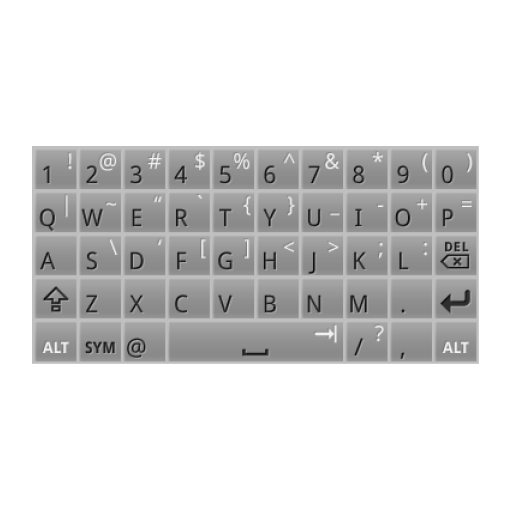 1 ! 2 @ 3 # 4 $ 5 % 6 ^ 7 & 8 * 9 ( 0 )
Q | W ~ E “ R ` T { Y } U _ I - O + P =
A S \ D ‘ F [ G ] H < J > K ; L : DEL
Z X C V B N M .
ALT SYM @ / ? , ALT